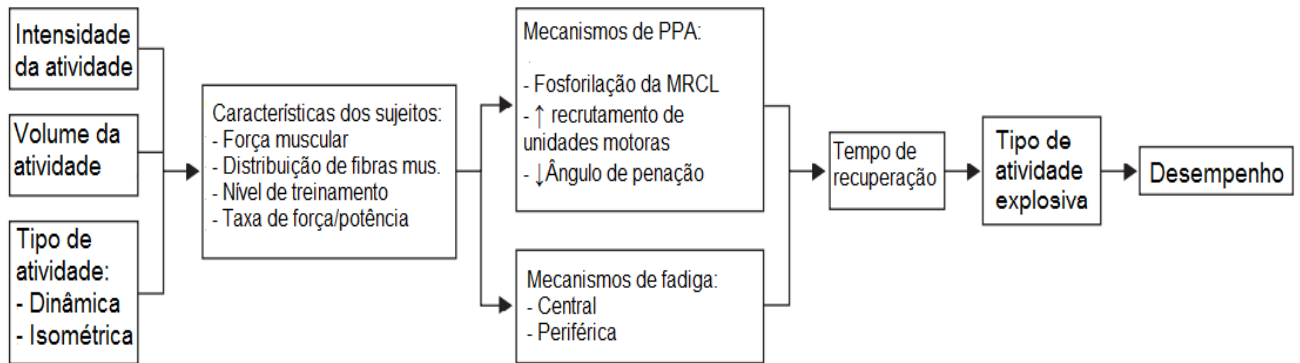 Intensidade
da atividade
Volume da
atividade
Tipo de
atividade:
- Dinâmica
- Isométrica
Características dos sujeitos:
- Força muscular
- Distribuição de fibras mus.
- Nível de treinamento
- Taxa de força/potência
Mecanismos de PPA:
- Fosforilação da MRCL
- ↑ recrutamento de
unidades motoras
- ↓Ângulo de penação
Mecanismos de fadiga:
- Central
- Periférica
Tempo de
recuperação
Tipo de
atividade
explosiva
Desempenho